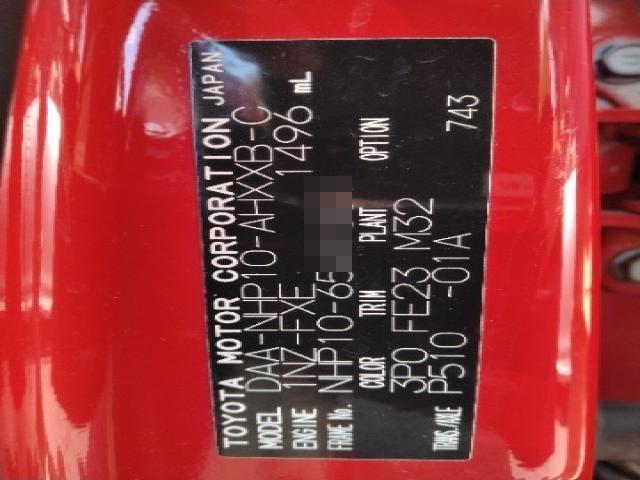 TOYOTA MOTOR CORPORATION JAPAN
MODEL DAA-NHP10-AHXXB-C
ENGINE 1NZ-FXE 1496 mL
FRAME No. NHP10-65
COLOR TRIM PLANT OPTION
3P0 FE23 M32
TRANS./AXLE P510 -01A 743